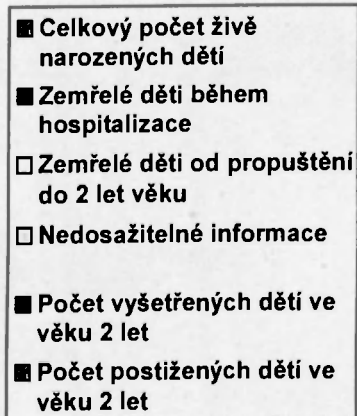 Celkový počet živě
narozených dětí
Zemřelé děti během
hospitalizace
Zemřelé děti od propuštění
do 2 let věku
Nedosažitelné informace
Počet vyšetřených dětí ve
věku 2 let
Počet postižených dětí ve
věku 2 let